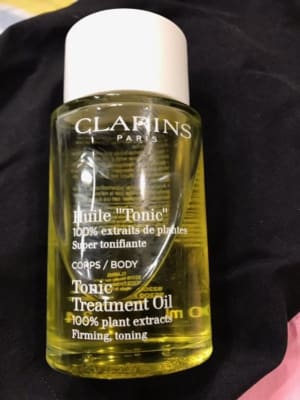 CLARINS
PARIS
Huile "Tonic"
100% extraits de plantes
Super tonifiante
CORPS / BODY
Tonic
Treatment Oil
100% plant extracts
Firming, toning